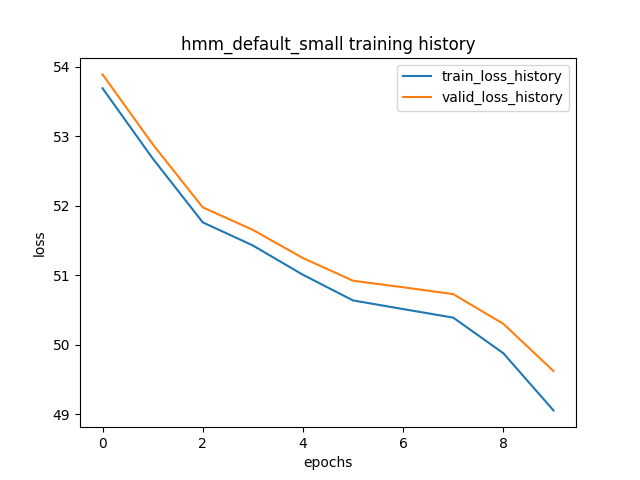 hmm_default_small training history
train_loss_history
valid_loss_history
54
53
52
51
50
49
loss
0 2 4 6 8
epochs